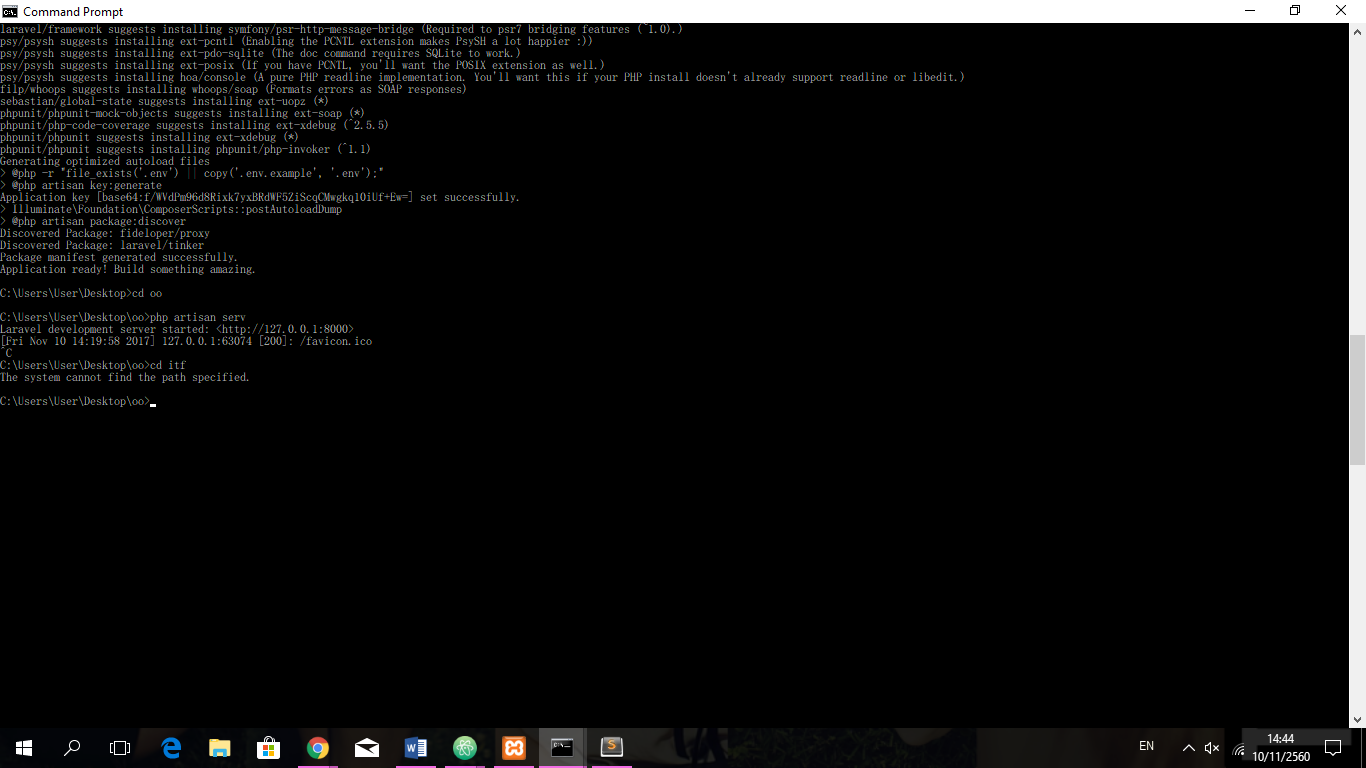 Command Prompt
laravel/framework suggests installing symfony/psr-http-message-bridge (Required to psr7 bridging features (^1.0).)
psy/psysh suggests installing ext-pcntl (Enabling the PCNTL extension makes PsySH a lot happier :))
psy/psysh suggests installing ext-pdo-sqlite (The doc command requires SQLite to work.)
psy/psysh suggests installing ext-posix (If you have PCNTL, you'll want the POSIX extension as well.)
psy/psysh suggests installing hoa/console (A pure PHP readline implementation. You'll want this if your PHP install doesn't already support readline or libedit.)
filp/whoops suggests installing whoops/soap (Formats errors as SOAP responses)
sebastian/global-state suggests installing ext-uopz (*)
phpunit/phpunit-mock-objects suggests installing ext-soap (*)
phpunit/php-code-coverage suggests installing ext-xdebug (^2.5.5)
phpunit/phpunit suggests installing ext-xdebug (*)
phpunit/phpunit suggests installing phpunit/php-invoker (^1.1)
Generating optimized autoload files
> @php -r "file_exists('.env') || copy('.env.example', '.env');"
> @php artisan key:generate
Application key [base64:f/WVdPm96d8Rixk7yxBRdWF5ZiScqCMwgkq10iUf+Ew=] set successfully.
> Illuminate\Foundation\ComposerScripts::postAutoloadDump
> @php artisan package:discover
Discovered Package: fideloper/proxy
Discovered Package: laravel/tinker
Package manifest generated successfully.
Application ready! Build something amazing.
C:\Users\User\Desktop>cd oo
C:\Users\User\Desktop\oo>php artisan serv
Laravel development server started: <http://127.0.0.1:8000>
[Fri Nov 10 14:19:58 2017] 127.0.0.1:63074 [200]: /favicon.ico
^C
C:\Users\User\Desktop\oo>cd itf
The system cannot find the path specified.
C:\Users\User\Desktop\oo>
EN
14:44
10/11/2560